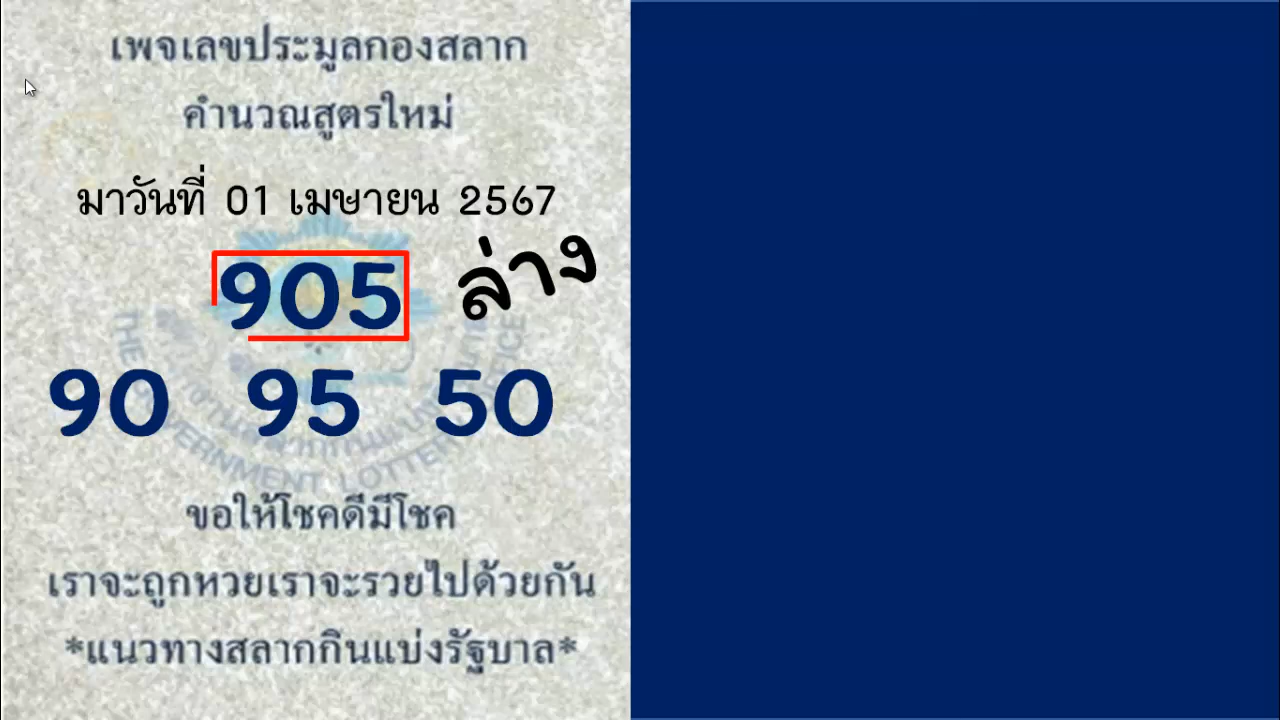 เพจเลขประมูลกองสลาก
คำนวณสูตรใหม่
มาวันที่ 01 เมษายน 2567
905 ล่าง
90 95 50
THE GOVERNMENT LOTTERY OFFICE
ขอให้โชคดีมีโชค
เราจะถูกหวยเราจะรวยไปด้วยกัน
*แนวทางสลากกินแบ่งรัฐบาล*